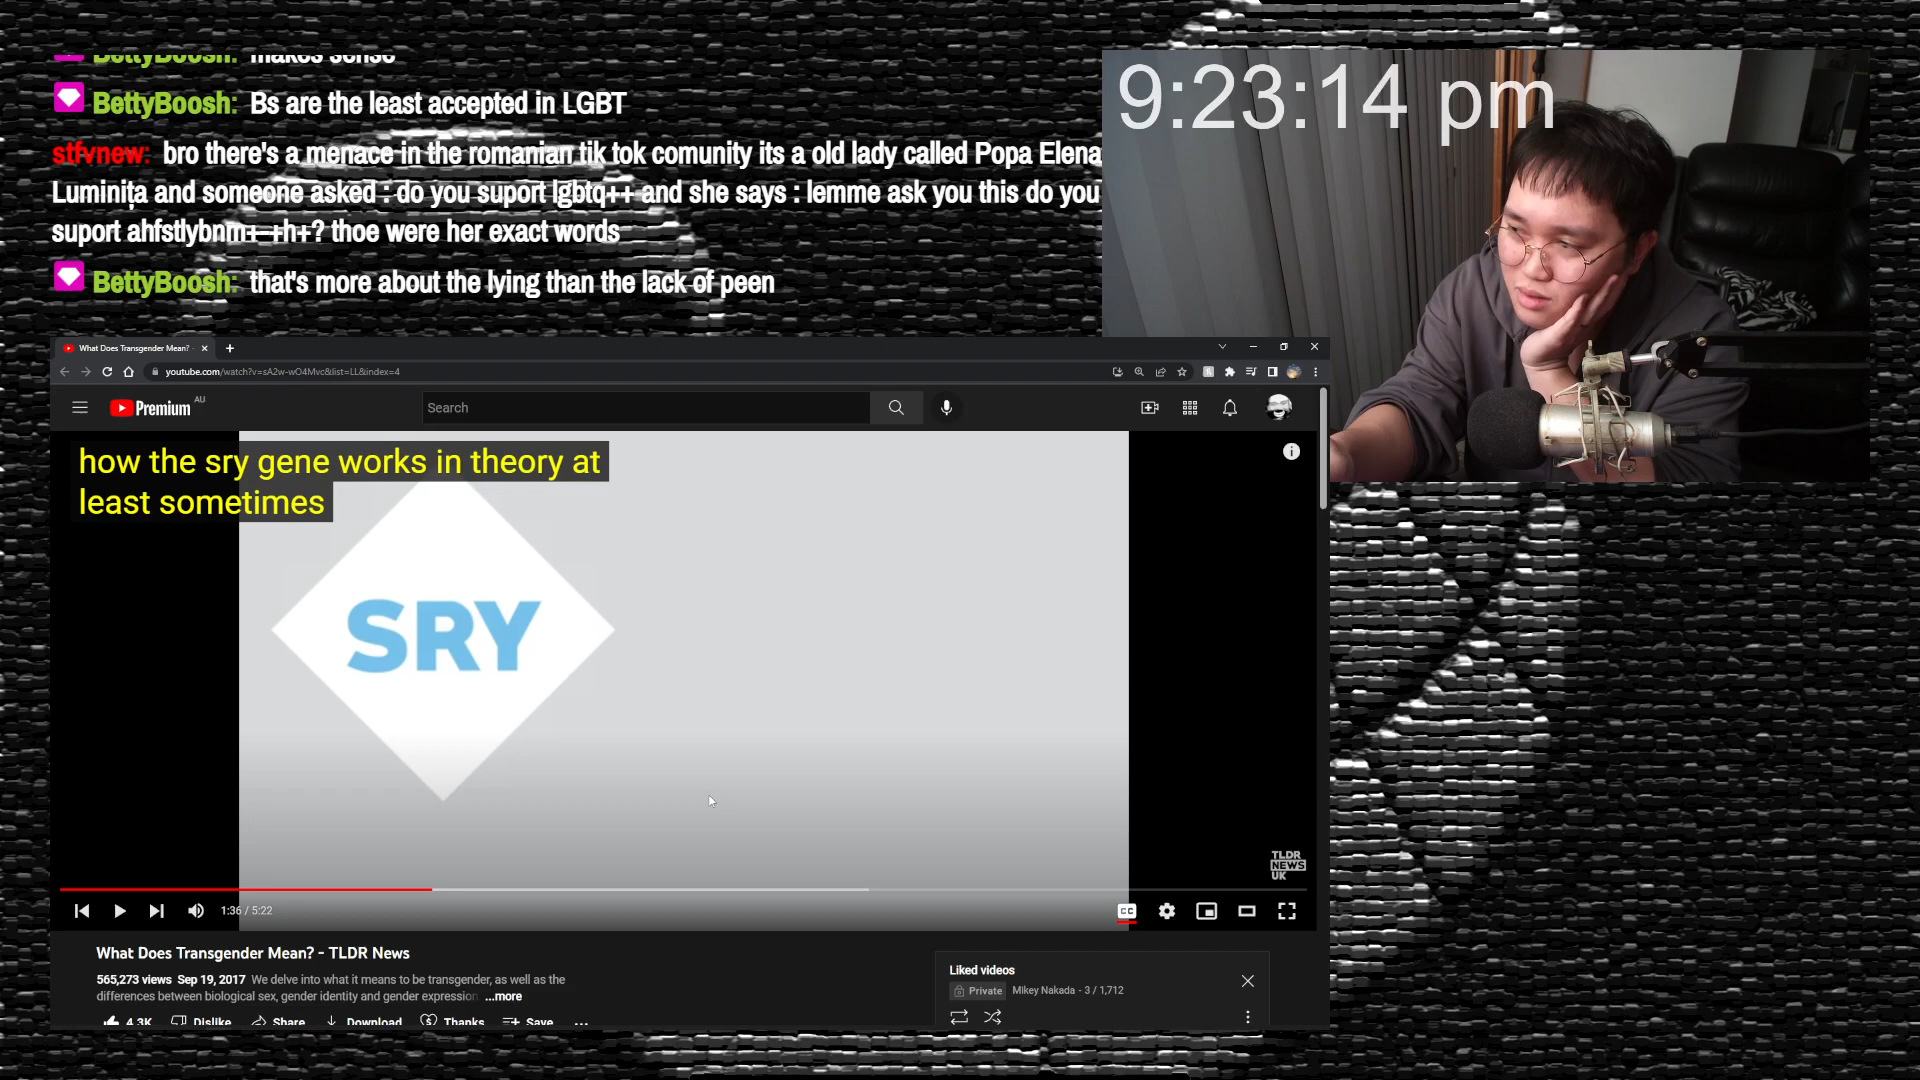 BettyBoosh: makes sense
BettyBoosh: Bs are the least accepted in LGBT
stfvnew: bro there's a menace in the romanian tik tok comunity its a old lady called Popa Elena
Luminița and someone asked : do you suport lgbtq++ and she says : lemme ask you this do you
suport ahfstlybnm+-+h+? thoe were her exact words
BettyBoosh: that's more about the lying than the lack of peen
9:23:14 pm
What Does Transgender Mean? -
youtube.com/watch?v=sA2w-wO4Mvc&list=LL&index=4
Premium AU
Search
how the sry gene works in theory at
least sometimes
SRY
TLDR
NEWS
UK
1:36 / 5:22
CC
What Does Transgender Mean? - TLDR News
565,273 views Sep 19, 2017 We delve into what it means to be transgender, as well as the
differences between biological sex, gender identity and gender expression ...more
4.3K Dislike Share Download Thanks Save ...
Liked videos
Private Mikey Nakada - 3 / 1,712